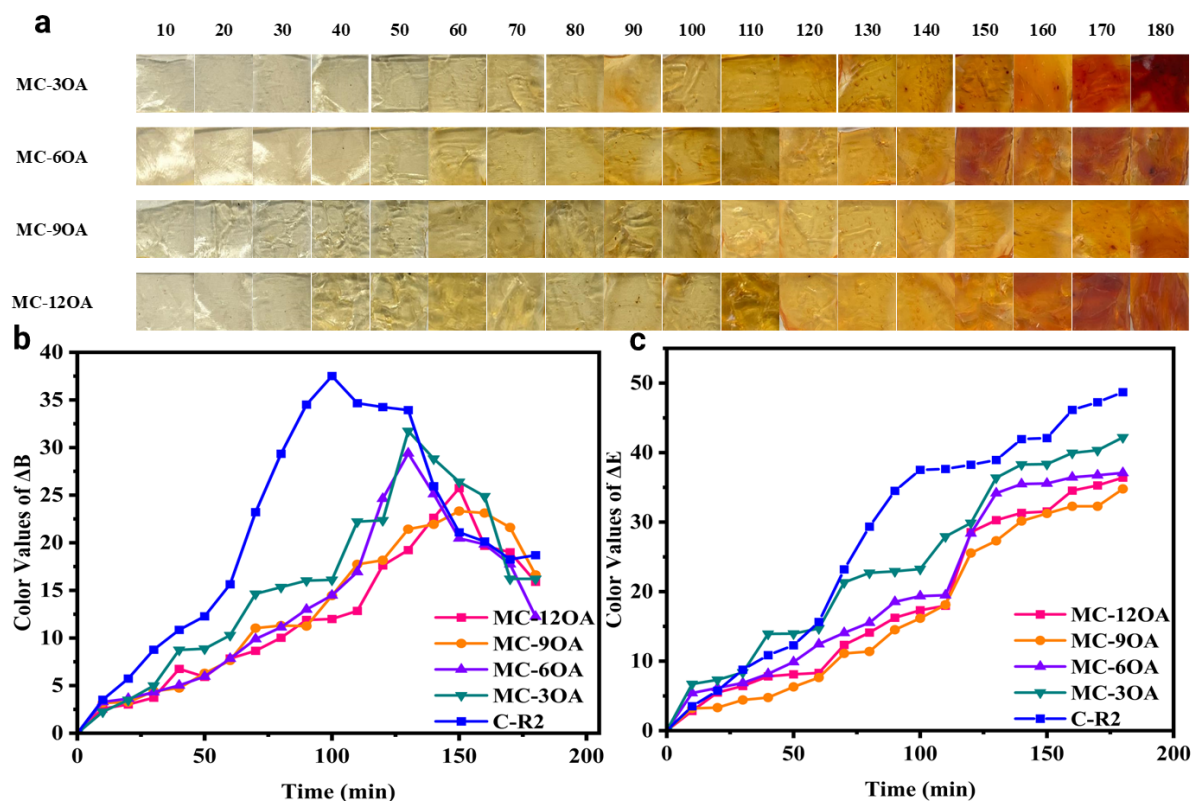 a
10 20 30 40 50 60 70 80 90 100 110 120 130 140 150 160 170 180
MC-3OA
MC-6OA
MC-9OA
MC-12OA
b
40
35
30
25
20
15
10
5
0
Color Values of ΔB
0 50 100 150 200
Time (min)
MC-12OA
MC-9OA
MC-6OA
MC-3OA
C-R2
c
50
40
30
20
10
0
Color Values of ΔE
0 50 100 150 200
Time (min)
MC-12OA
MC-9OA
MC-6OA
MC-3OA
C-R2